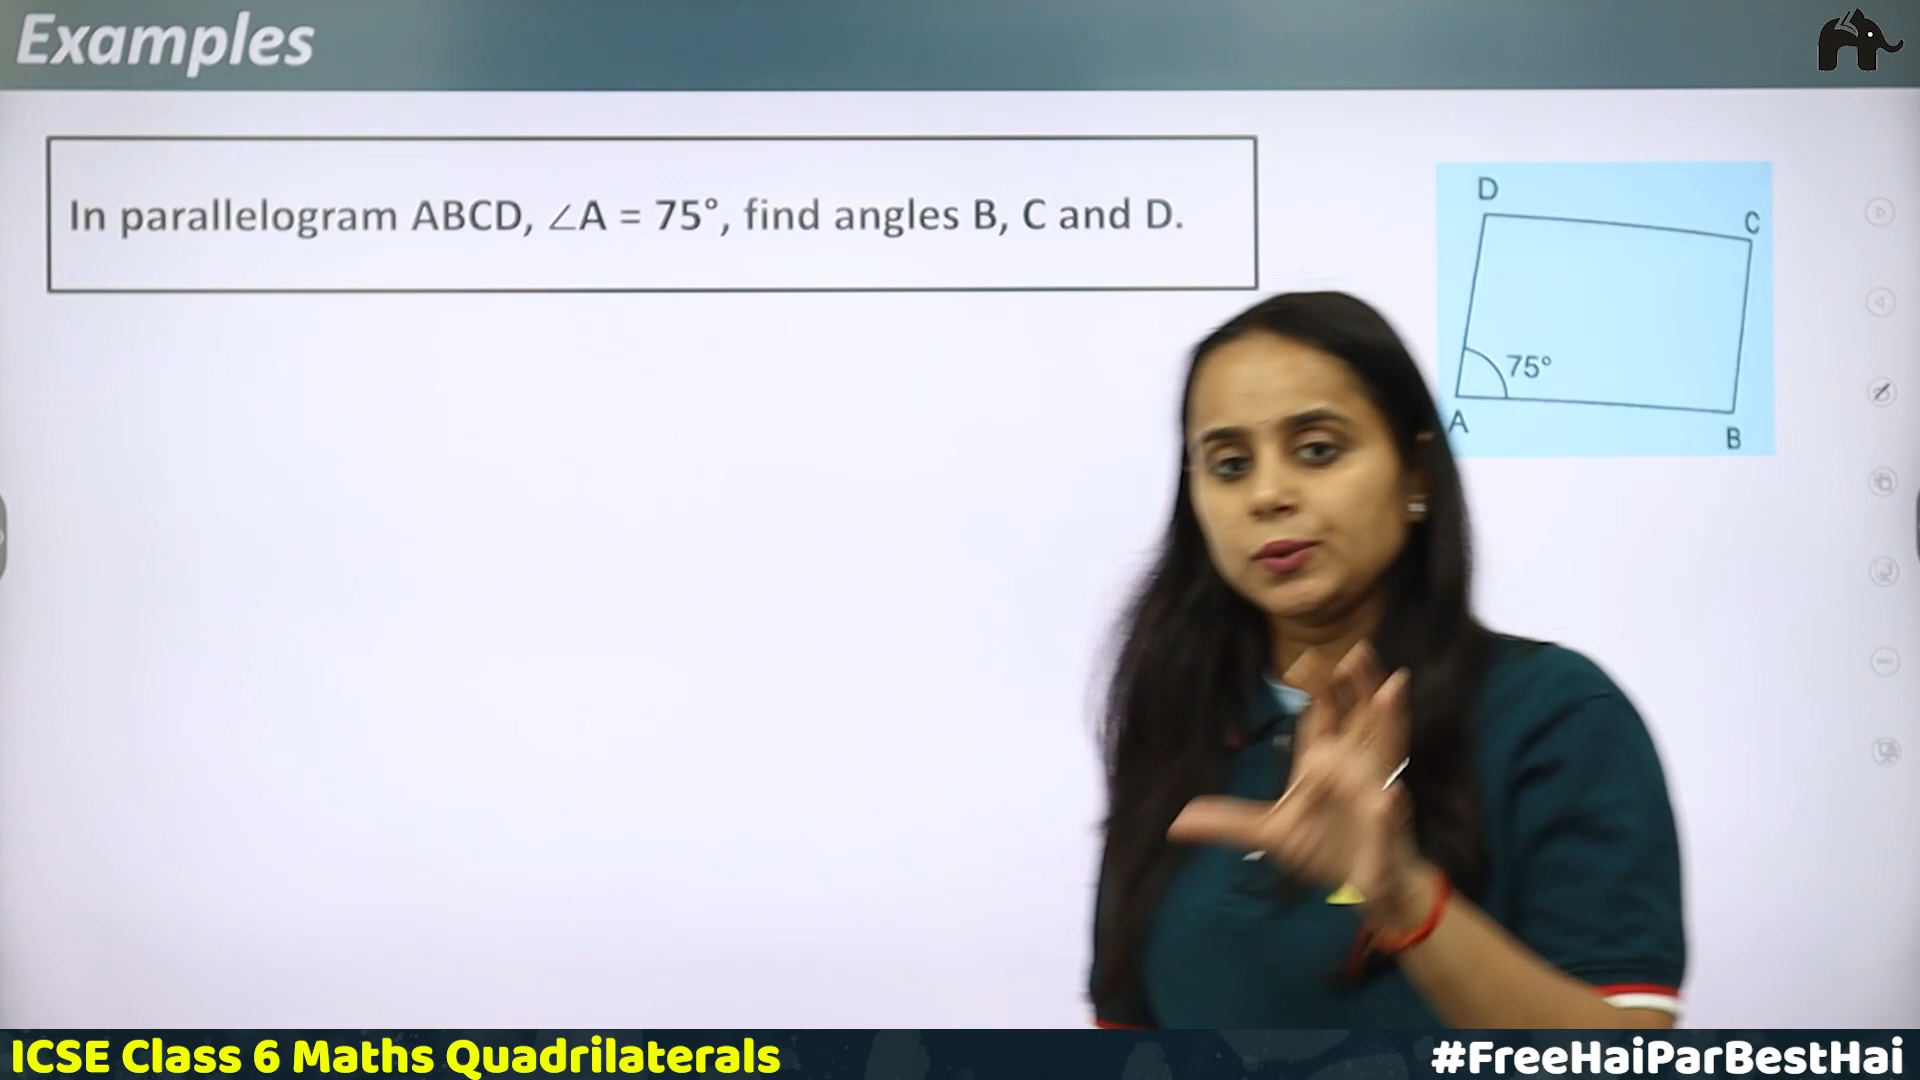 Examples
In parallelogram ABCD, ∠A = 75°, find angles B, C and D.
D
C
75°
A
B
ICSE Class 6 Maths Quadrilaterals
#FreeHaiParBestHai